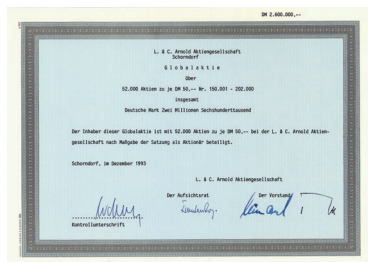 DM 2.600.000,--
L. & C. Arnold Aktiengesellschaft
Schorndorf
Globalaktie
über
52.000 Aktien zu je DM 50,-- Nr. 150.001 - 202.000
insgesamt
Deutsche Mark Zwei Millionen Sechshunderttausend
Der Inhaber dieser Globalaktie ist mit 52.000 Aktien zu je DM 50,-- bei der L. & C. Arnold Aktien-
gesellschaft nach Maßgabe der Satzung als Aktionär beteiligt.
Schorndorf, im Dezember 1993
L. & C. Arnold Aktiengesellschaft
Der Aufsichtsrat
Der Vorstand
Kontrollunterschrift